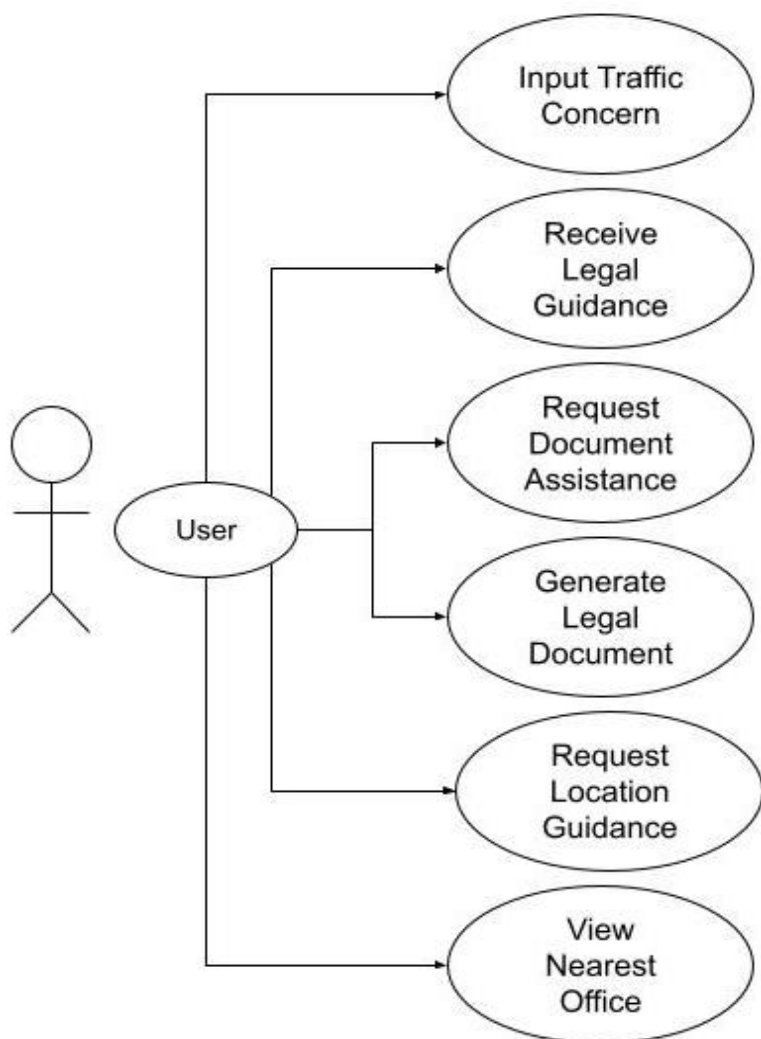 Input Traffic
Concern
Receive
Legal
Guidance
Request
Document
Assistance
User
Generate
Legal
Document
Request
Location
Guidance
View
Nearest
Office